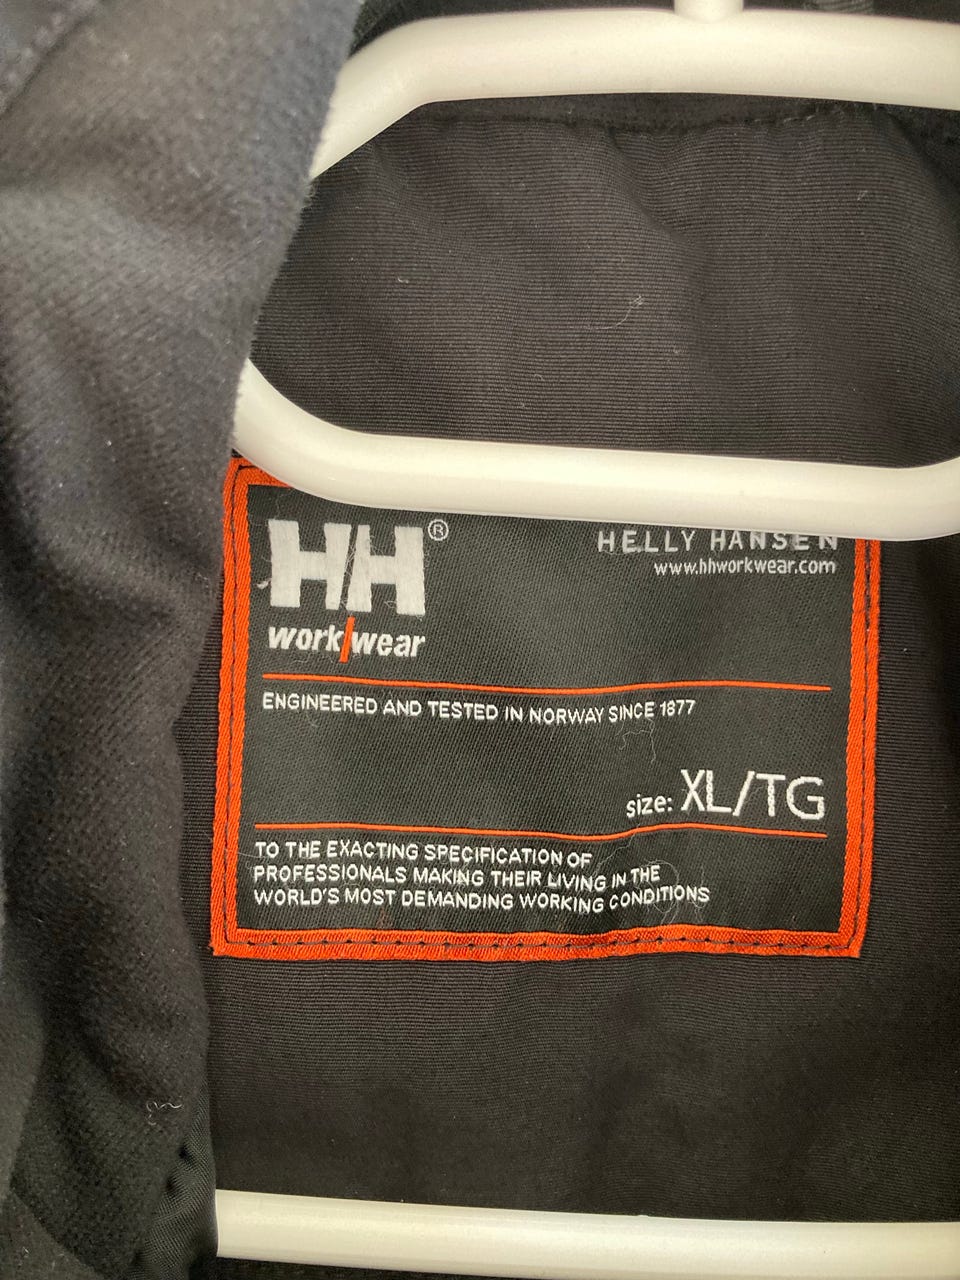 HH®
HELLY HANSEN
www.hhworkwear.com
work/wear
ENGINEERED AND TESTED IN NORWAY SINCE 1877
size: XL/TG
TO THE EXACTING SPECIFICATION OF
PROFESSIONALS MAKING THEIR LIVING IN THE
WORLD'S MOST DEMANDING WORKING CONDITIONS